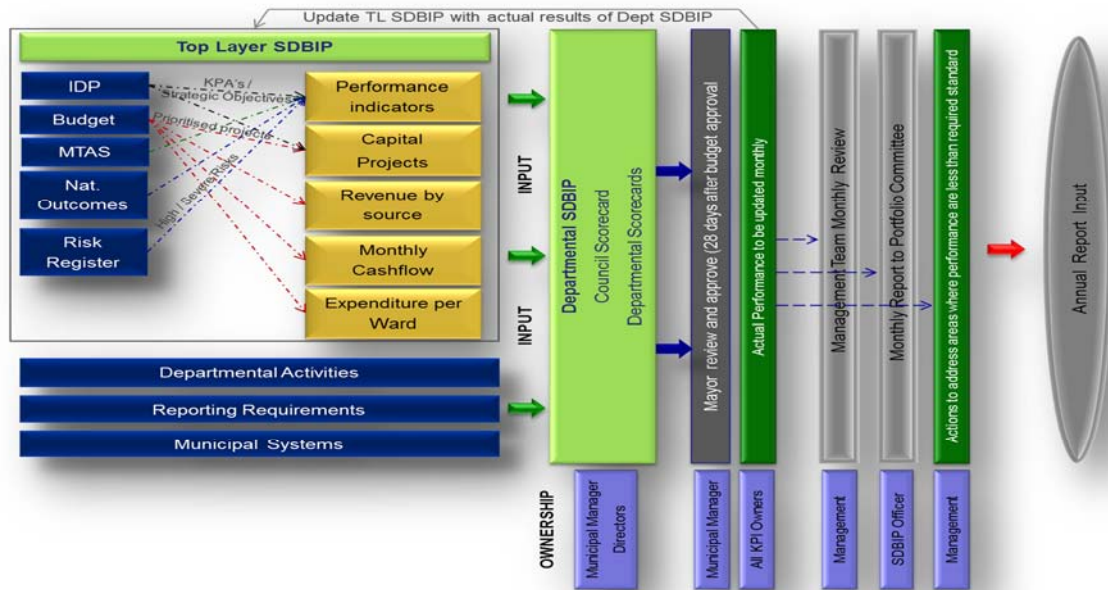 Update TL SDBIP with actual results of Dept SDBIP
Top Layer SDBIP
IDP
Budget
MTAS
Nat.
Outcomes
Risk
Register
KPA's /
Strategic Objectives
Prioritised projects
High / Severe Risks
Performance
indicators
Capital
Projects
Revenue by
source
Monthly
Cashflow
Expenditure per
Ward
Departmental Activities
Reporting Requirements
Municipal Systems
INPUT
INPUT
Departmental SDBIP
Council Scorecard
Departmental Scorecards
Mayor review and approve (28 days after budget approval
Actual Performance to be updated monthly
Management Team Monthly Review
Monthly Report to Portfolio Committee
Actions to address areas where performance are less than required standard
Annual Report Input
OWNERSHIP
Municipal Manager
Directors
Municipal Manager
All KPI Owners
Management
SDBIP Officer
Management